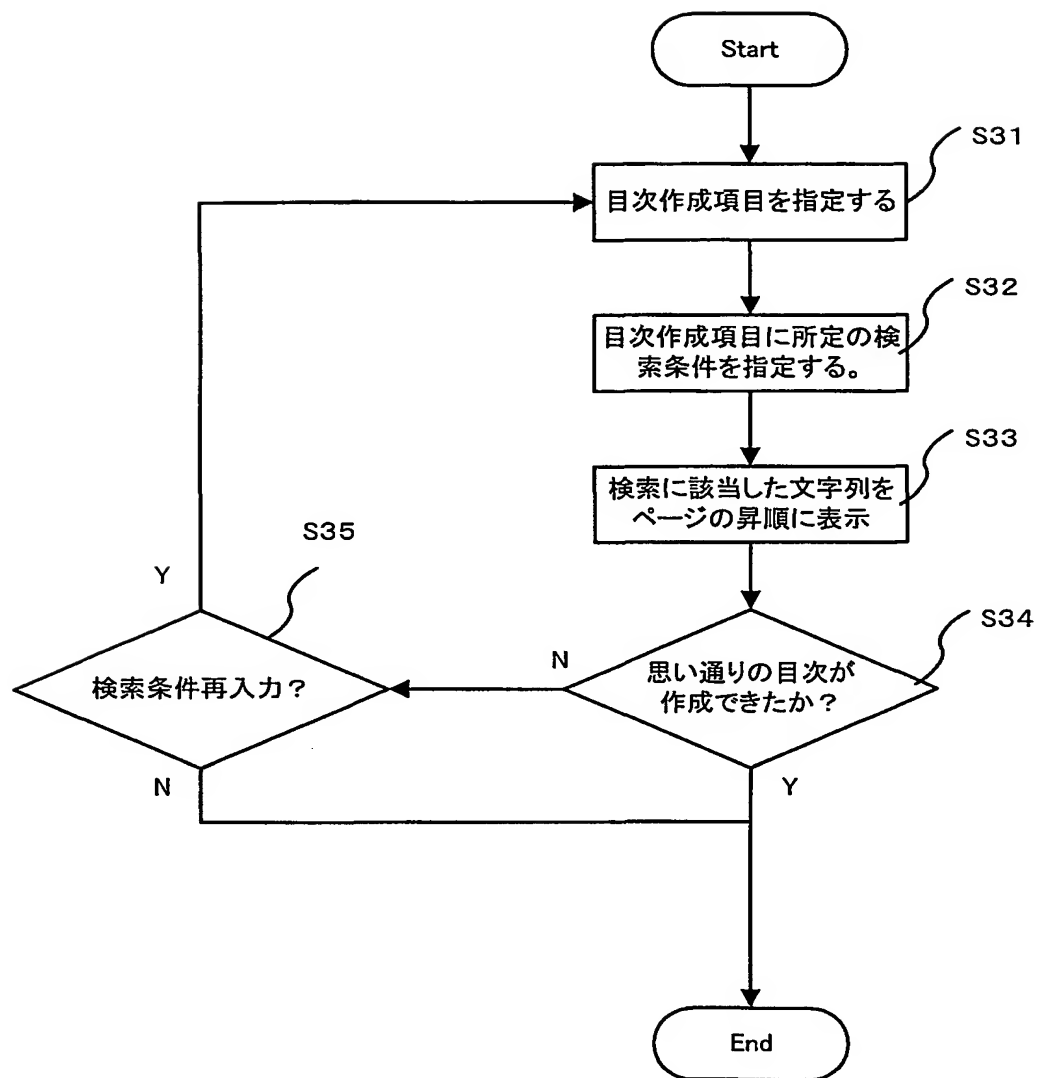 Start
S31
目次作成項目を指定する
S32
目次作成項目に所定の検
索条件を指定する。
S33
検索に該当した文字列を
ページの昇順に表示
S35
Y
S34
N
思い通りの目次が
作成できたか？
検索条件再入力？
N
Y
End